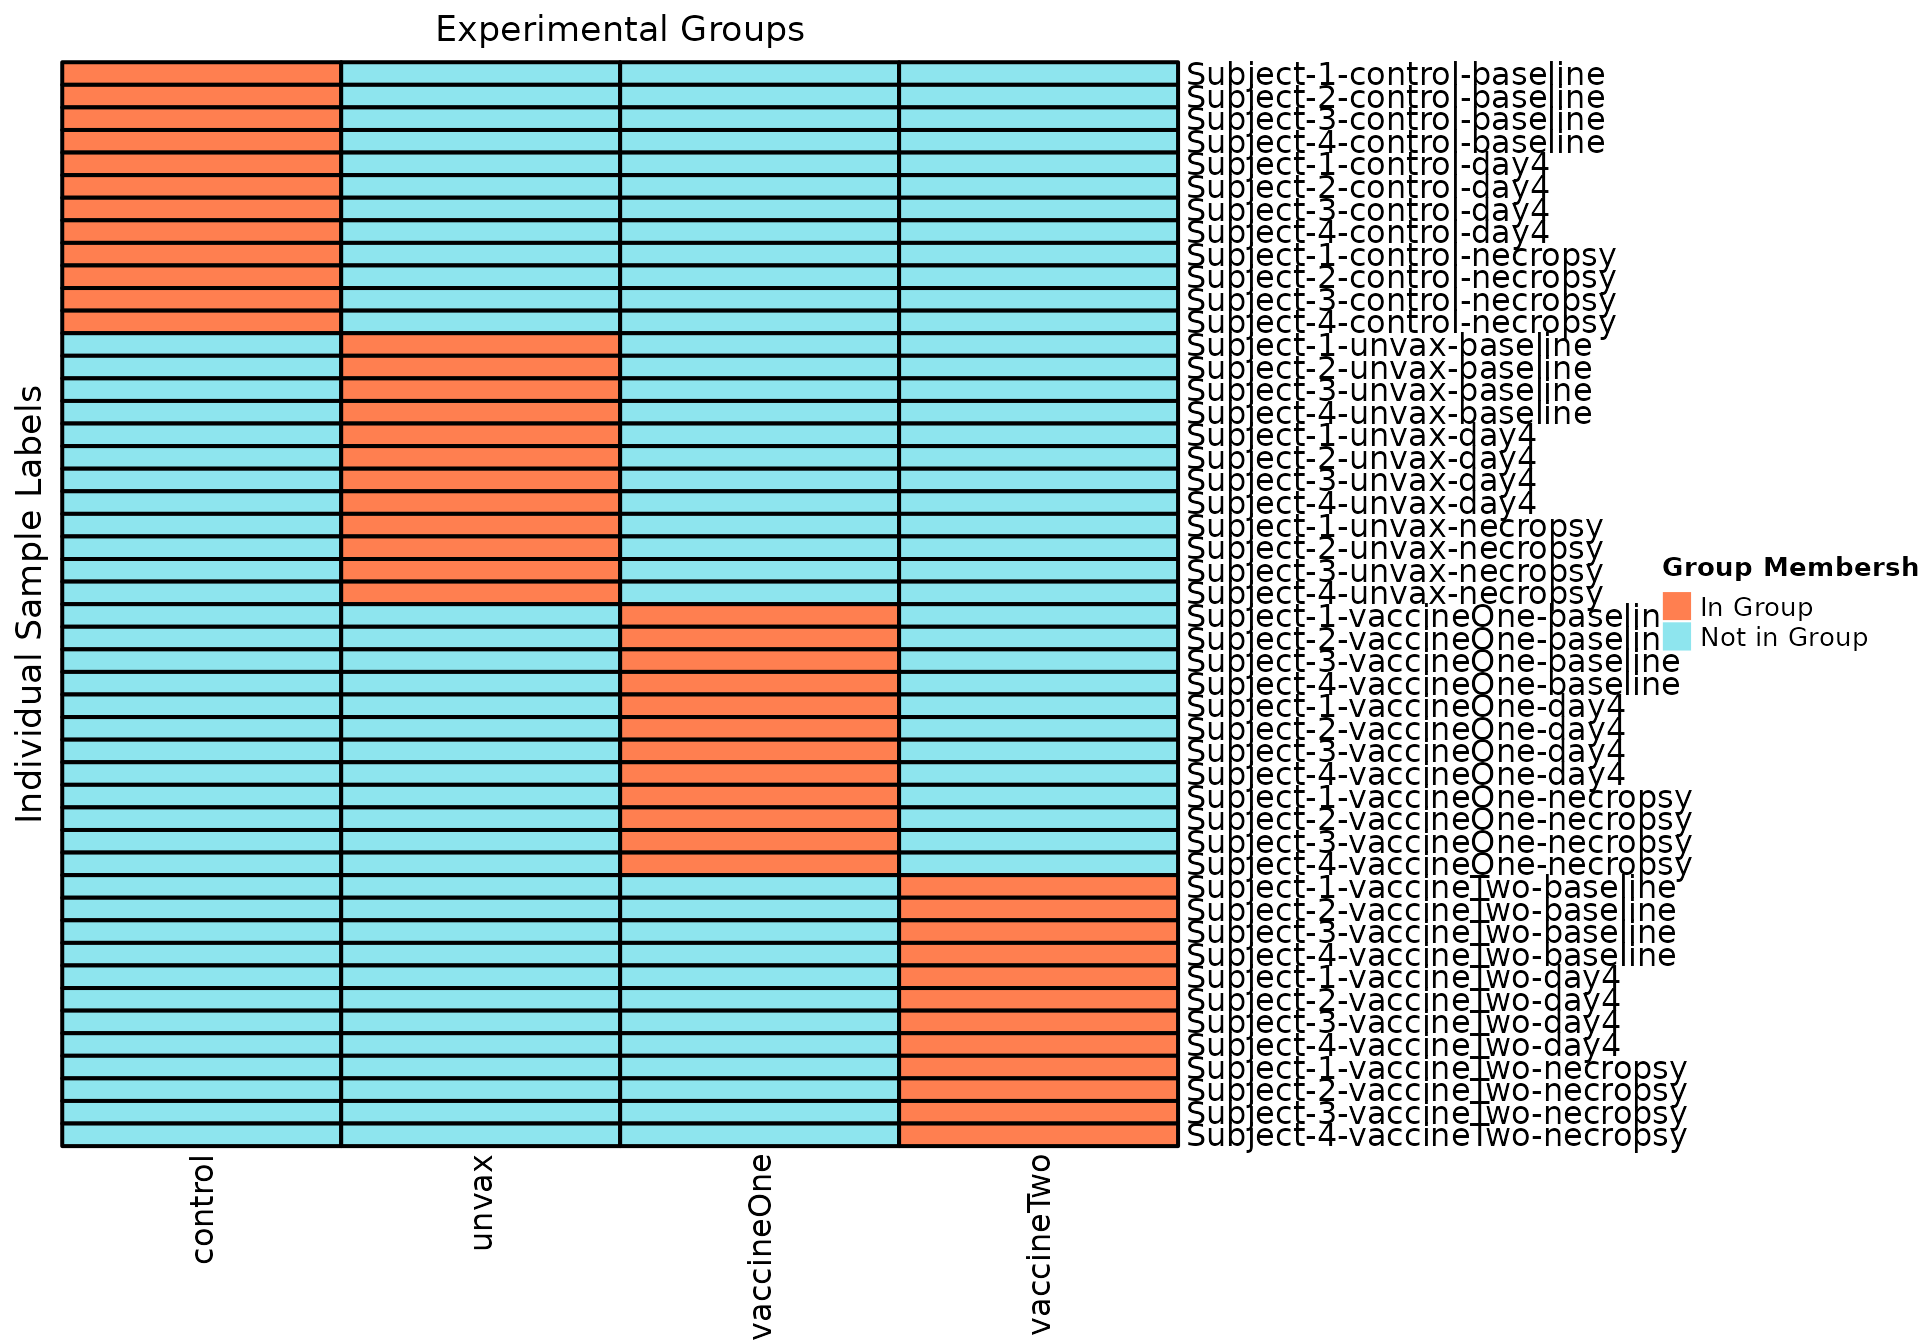 Experimental Groups
Individual Sample Labels
Subject-1-control-baseline
Subject-2-control-baseline
Subject-3-control-baseline
Subject-4-control-baseline
Subject-1-control-day4
Subject-2-control-day4
Subject-3-control-day4
Subject-4-control-day4
Subject-1-control-necropsy
Subject-2-control-necropsy
Subject-3-control-necropsy
Subject-4-control-necropsy
Subject-1-unvax-baseline
Subject-2-unvax-baseline
Subject-3-unvax-baseline
Subject-4-unvax-baseline
Subject-1-unvax-day4
Subject-2-unvax-day4
Subject-3-unvax-day4
Subject-4-unvax-day4
Subject-1-unvax-necropsy
Subject-2-unvax-necropsy
Subject-3-unvax-necropsy
Subject-4-unvax-necropsy
Subject-1-vaccineOne-baselin
Subject-2-vaccineOne-baselin
Subject-3-vaccineOne-baseline
Subject-4-vaccineOne-baseline
Subject-1-vaccineOne-day4
Subject-2-vaccineOne-day4
Subject-3-vaccineOne-day4
Subject-4-vaccineOne-day4
Subject-1-vaccineOne-necropsy
Subject-2-vaccineOne-necropsy
Subject-3-vaccineOne-necropsy
Subject-4-vaccineOne-necropsy
Subject-1-vaccineTwo-baseline
Subject-2-vaccineTwo-baseline
Subject-3-vaccineTwo-baseline
Subject-4-vaccineTwo-baseline
Subject-1-vaccineTwo-day4
Subject-2-vaccineTwo-day4
Subject-3-vaccineTwo-day4
Subject-4-vaccineTwo-day4
Subject-1-vaccineTwo-necropsy
Subject-2-vaccineTwo-necropsy
Subject-3-vaccineTwo-necropsy
Subject-4-vaccineTwo-necropsy
control
unvax
vaccineOne
vaccineTwo
Group Membersh
In Group
Not in Group